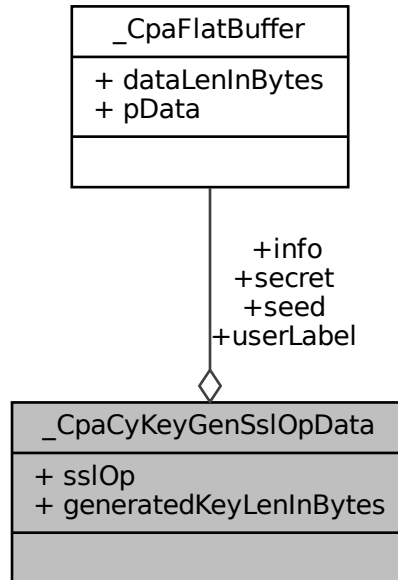 _CpaFlatBuffer
+ dataLenInBytes
+ pData
+info
+secret
+seed
+userLabel
_CpaCyKeyGenSslOpData
+ sslOp
+ generatedKeyLenInBytes